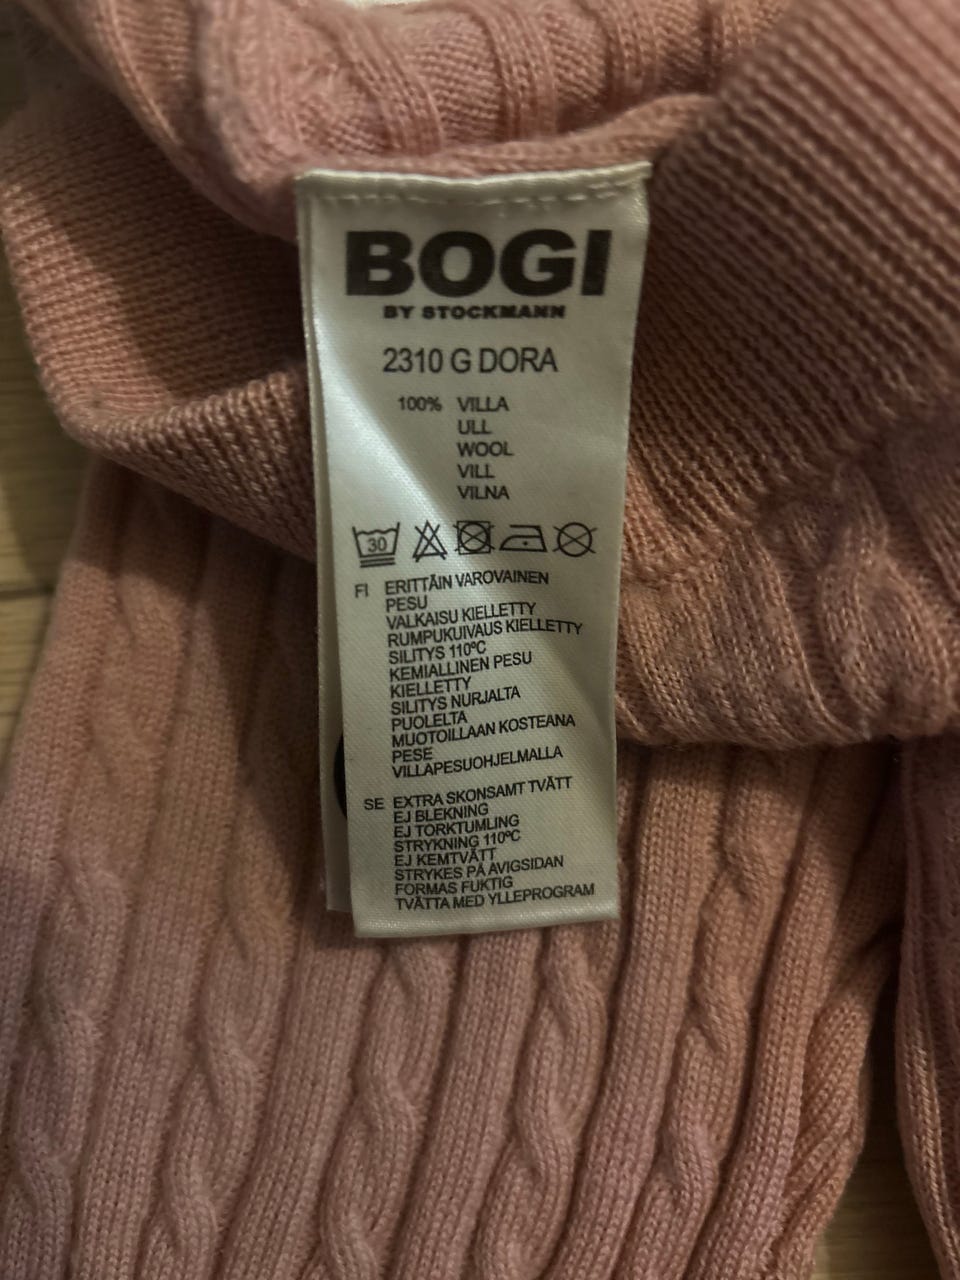 BOGI
BY STOCKMANN
2310 G DORA
100% VILLA
ULL
WOOL
VILL
VILNA
30
FI ERITTÄIN VAROVAINEN
PESU
VALKAISU KIELLETTY
RUMPUKUIVAUS KIELLETTY
SILITYS 110ºC
KEMIALLINEN PESU
KIELLETTY
SILITYS NURJALTA
PUOLELTA
MUOTOILLAAN KOSTEANA
PESE
VILLAPESUOHJELMALLA
SE EXTRA SKONSAMT TVÄTT
EJ BLEKNING
EJ TORKTUMLING
STRYKNING 110ºC
EJ KEMTVÄTT
STRYKES PÅ AVIGSIDAN
FORMAS FUKTIG
TVÄTTA MED YLLEPROGRAM